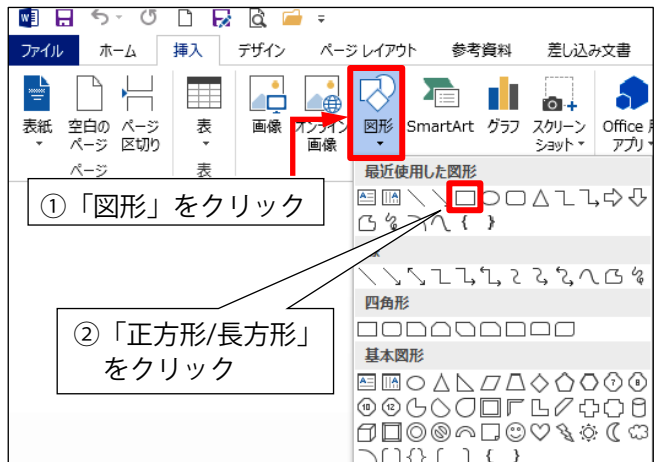 ファイル ホーム 挿入 デザイン ページ レイアウト 参考資料 差し込み文書
表紙 空白の ページ 表 画像 オンライン 図形 SmartArt グラフ スクリーン Office
ページ 区切り 画像 ショット アプリ
ページ 表
①「図形」をクリック
最近使用した図形
②「正方形/長方形」
をクリック
四角形
基本図形